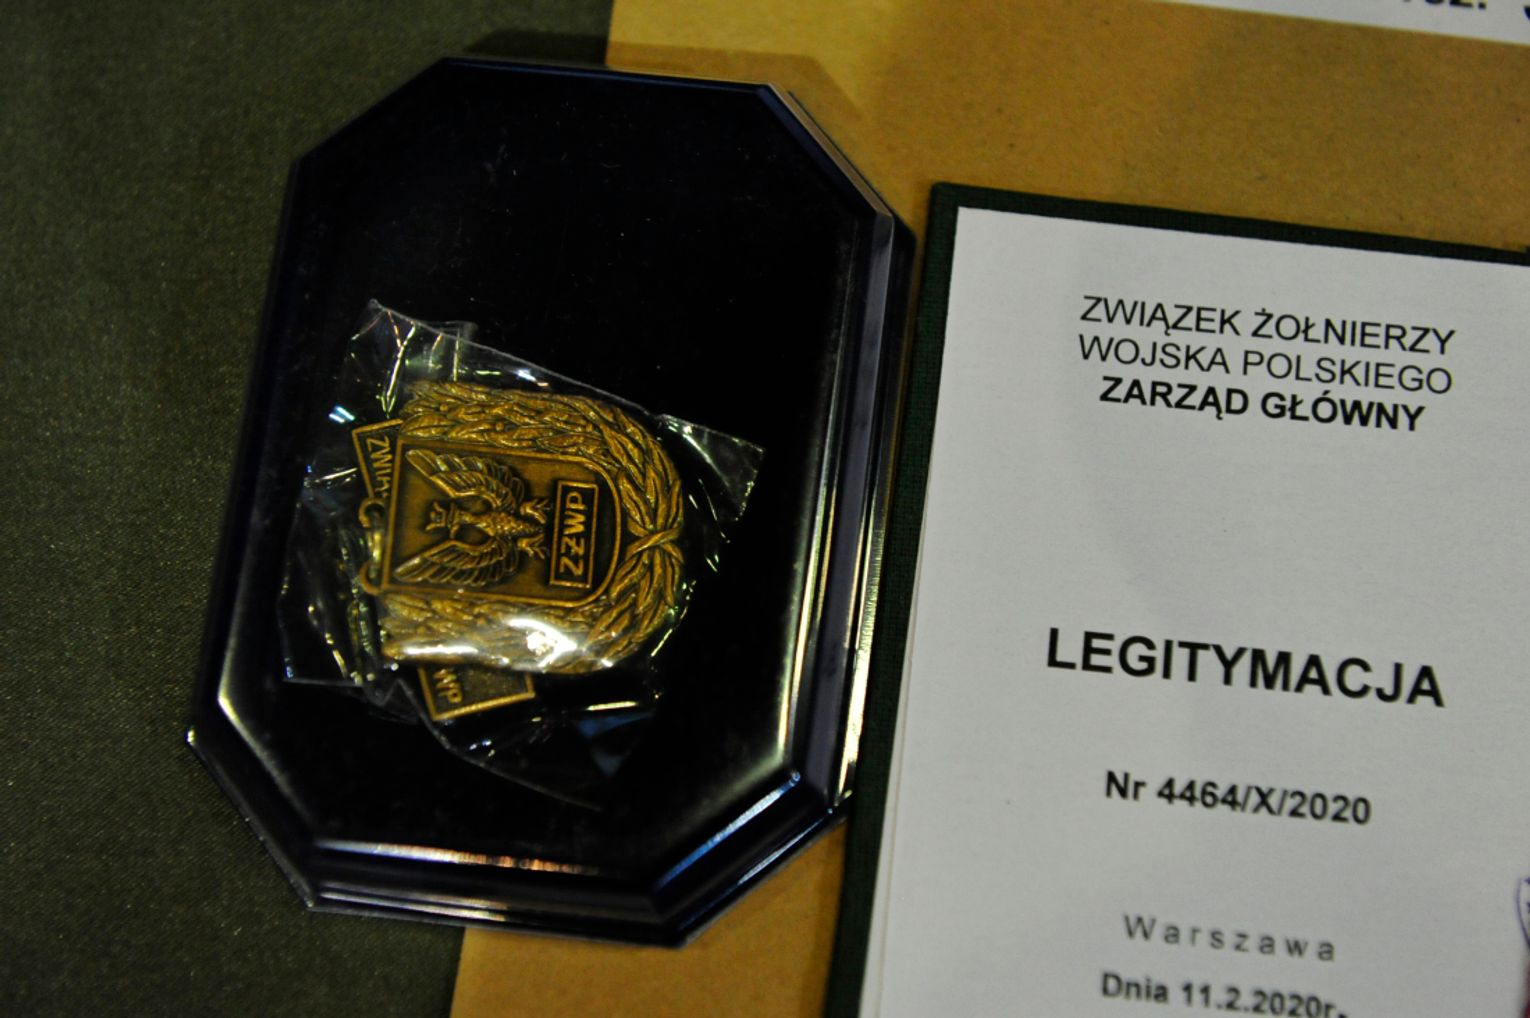 ZŻWP
ZWIĄZEK ŻOŁNIERZY
WOJSKA POLSKIEGO
ZARZĄD GŁÓWNY
LEGITYMACJA
Nr 4464/X/2020
Warszawa
Dnia 11.2.2020r.